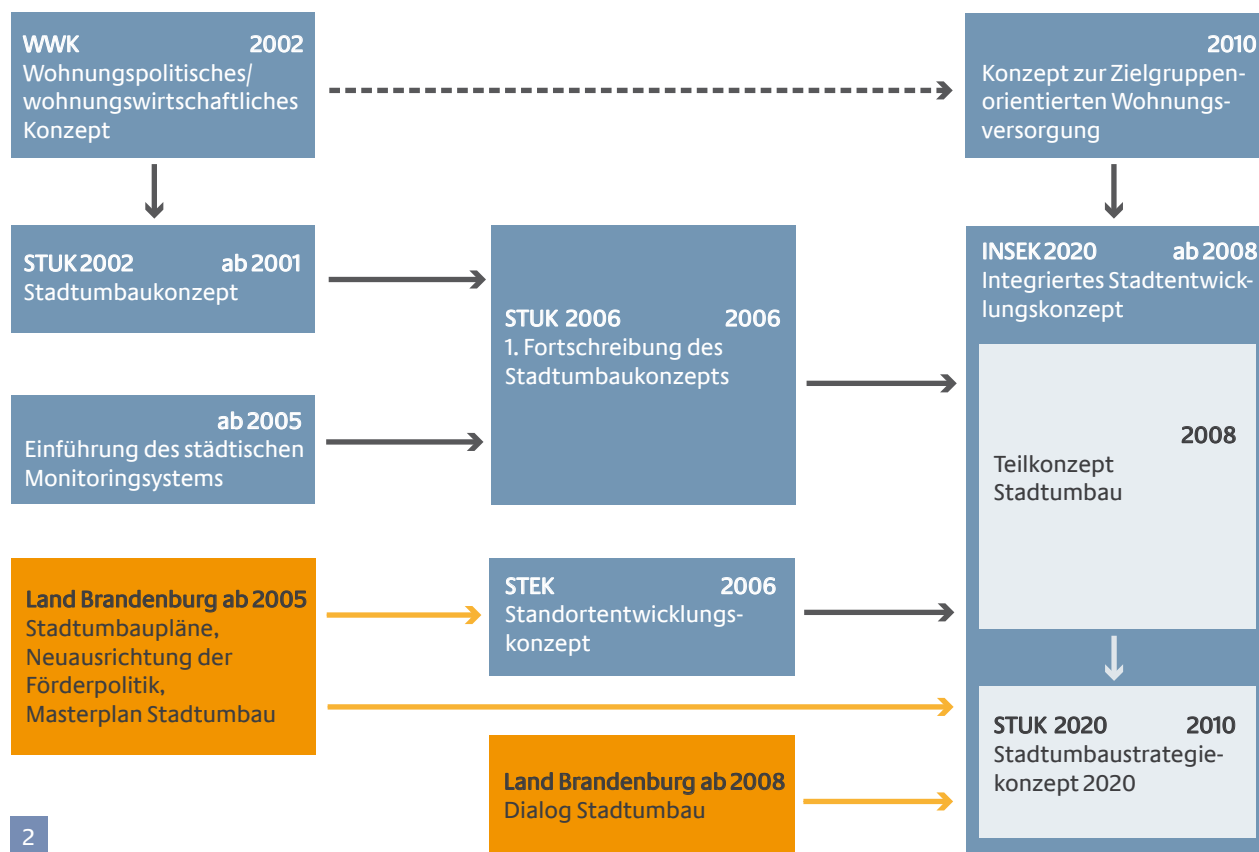 WWK 2002
Wohnungspolitisches/
wohnungswirtschaftliches
Konzept
2010
Konzept zur Zielgruppen-
orientierten Wohnungs-
versorgung
STUK 2002 ab 2001
Stadtumbaukonzept
STUK 2006 2006
1. Fortschreibung des
Stadtumbaukonzepts
INSEK 2020 ab 2008
Integriertes Stadtentwick-
lungskonzept
ab 2005
Einführung des städtischen
Monitoringsystems
2008
Teilkonzept
Stadtumbau
Land Brandenburg ab 2005
Stadtumbaupläne,
Neuausrichtung der
Förderpolitik,
Masterplan Stadtumbau
STEK 2006
Standortentwicklungs-
konzept
STUK 2020 2010
Stadtumbaustrategie-
konzept 2020
Land Brandenburg ab 2008
Dialog Stadtumbau
2